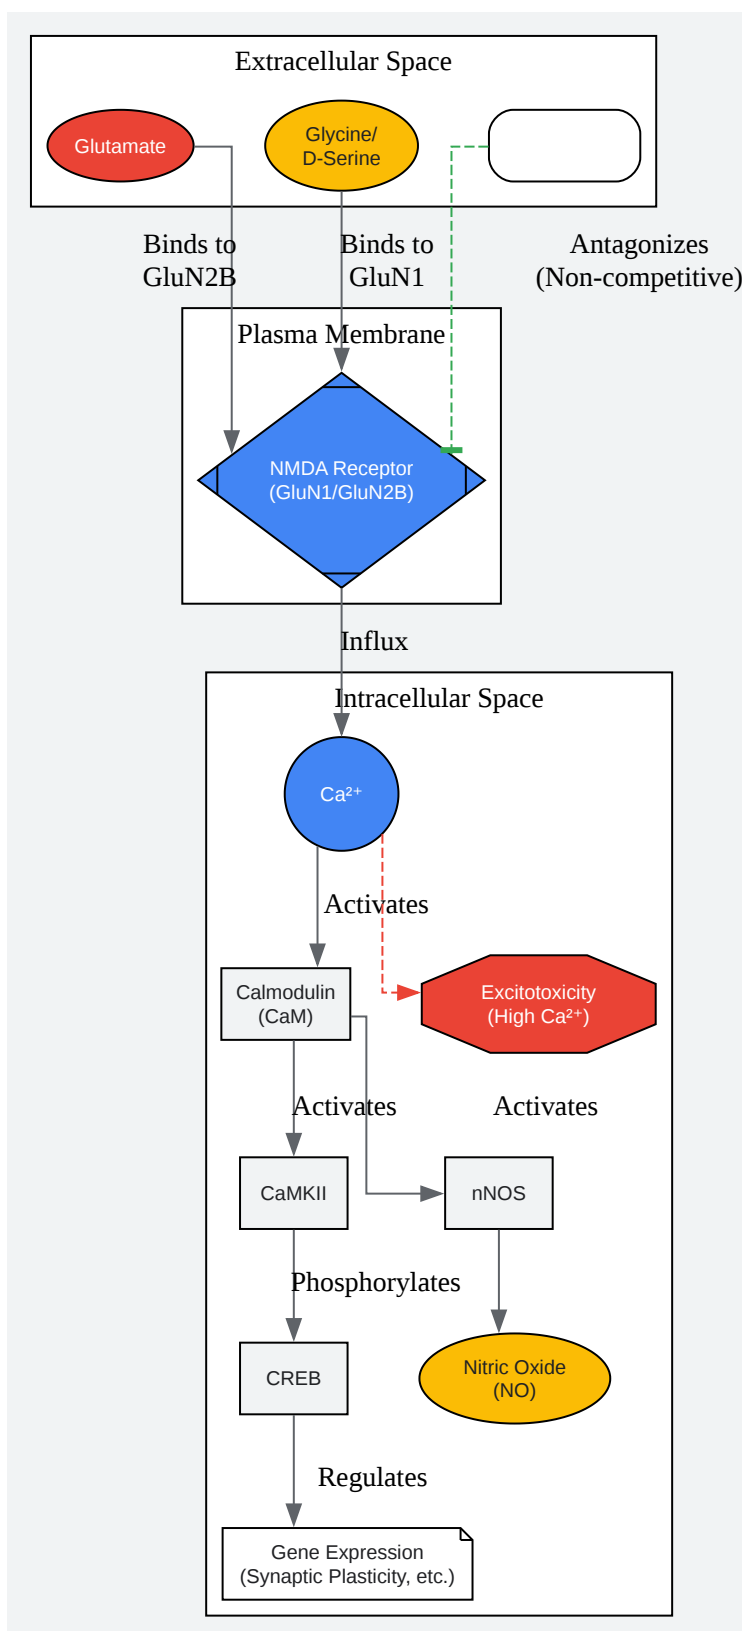 Extracellular Space
Glutamate
Glycine/
D-Serine
Binds to
GluN2B
Binds to
GluN1
Antagonizes
(Non-competitive)
Plasma Membrane
NMDA Receptor
(GluN1/GluN2B)
Influx
Intracellular Space
Ca²⁺
Activates
Calmodulin
(CaM)
Excitotoxicity
(High Ca²⁺)
Activates
Activates
CaMKII
nNOS
Phosphorylates
CREB
Nitric Oxide
(NO)
Regulates
Gene Expression
(Synaptic Plasticity, etc.)